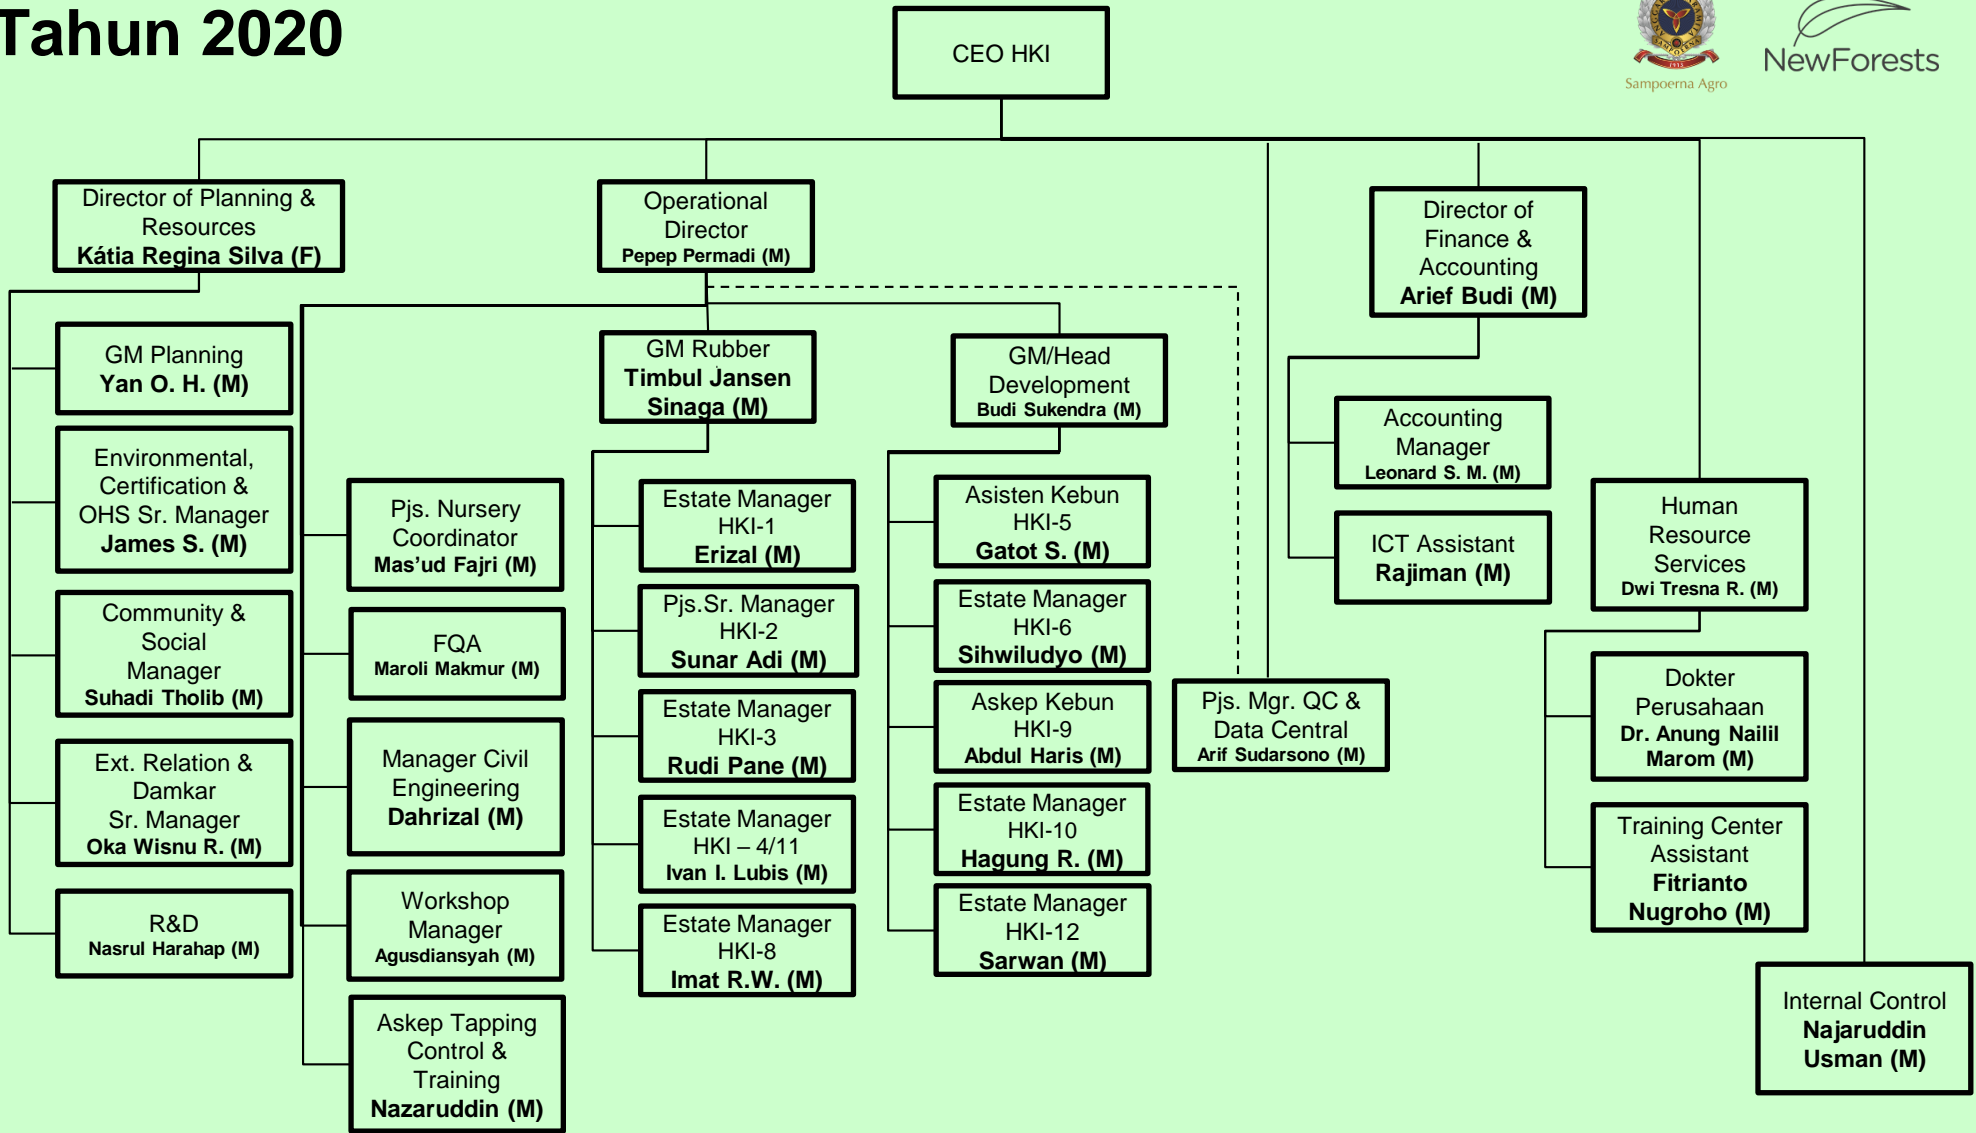 Tahun 2020
CEO HKI
SAMPOERNA
1932
Sampoerna Agro
NewForests
Director of Planning &
Resources
Kátia Regina Silva (F)
Operational
Director
Pepep Permadi (M)
Director of
Finance &
Accounting
Arief Budi (M)
GM Planning
Yan O. H. (M)
Environmental,
Certification &
OHS Sr. Manager
James S. (M)
Community &
Social
Manager
Suhadi Tholib (M)
Ext. Relation &
Damkar
Sr. Manager
Oka Wisnu R. (M)
R&D
Nasrul Harahap (M)
Pjs. Nursery
Coordinator
Mas’ud Fajri (M)
FQA
Maroli Makmur (M)
Manager Civil
Engineering
Dahrizal (M)
Workshop
Manager
Agusdiansyah (M)
Askep Tapping
Control &
Training
Nazaruddin (M)
GM Rubber
Timbul Jansen
Sinaga (M)
Estate Manager
HKI-1
Erizal (M)
Pjs.Sr. Manager
HKI-2
Sunar Adi (M)
Estate Manager
HKI-3
Rudi Pane (M)
Estate Manager
HKI – 4/11
Ivan I. Lubis (M)
Estate Manager
HKI-8
Imat R.W. (M)
GM/Head
Development
Budi Sukendra (M)
Asisten Kebun
HKI-5
Gatot S. (M)
Estate Manager
HKI-6
Sihwiludyo (M)
Askep Kebun
HKI-9
Abdul Haris (M)
Estate Manager
HKI-10
Hagung R. (M)
Estate Manager
HKI-12
Sarwan (M)
Pjs. Mgr. QC &
Data Central
Arif Sudarsono (M)
Accounting
Manager
Leonard S. M. (M)
ICT Assistant
Rajiman (M)
Human
Resource
Services
Dwi Tresna R. (M)
Dokter
Perusahaan
Dr. Anung Nailil
Marom (M)
Training Center
Assistant
Fitrianto
Nugroho (M)
Internal Control
Najaruddin
Usman (M)